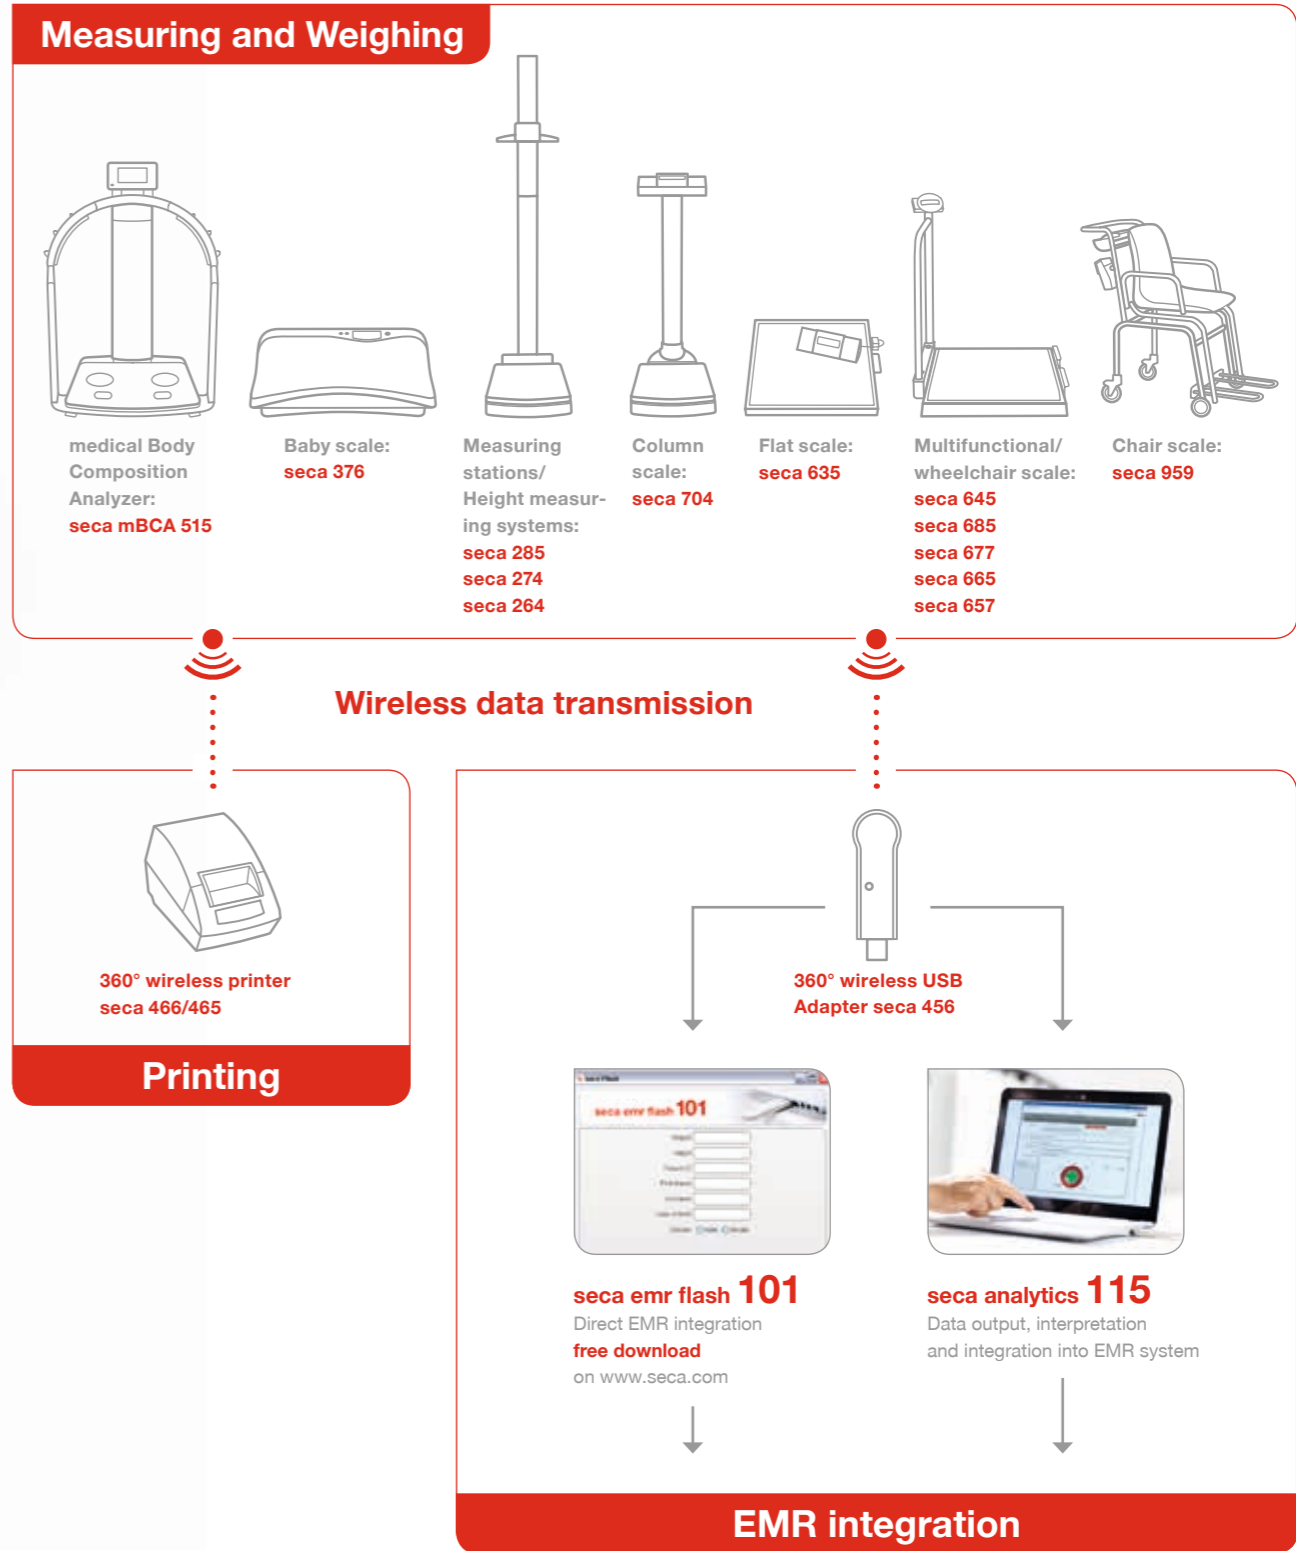 Measuring and Weighing
medical Body
Composition
Analyzer:
seca mBCA 515
Baby scale:
seca 376
Measuring
stations/
Height measur-
ing systems:
seca 285
seca 274
seca 264
Column
scale:
seca 704
Flat scale:
seca 635
Multifunctional/
wheelchair scale:
seca 645
seca 685
seca 677
seca 665
seca 657
Chair scale:
seca 959
Wireless data transmission
360° wireless printer
seca 466/465
Printing
360° wireless USB
Adapter seca 456
seca emr flash 101
seca emr flash 101
Direct EMR integration
free download
on www.seca.com
seca analytics 115
Data output, interpretation
and integration into EMR system
EMR integration